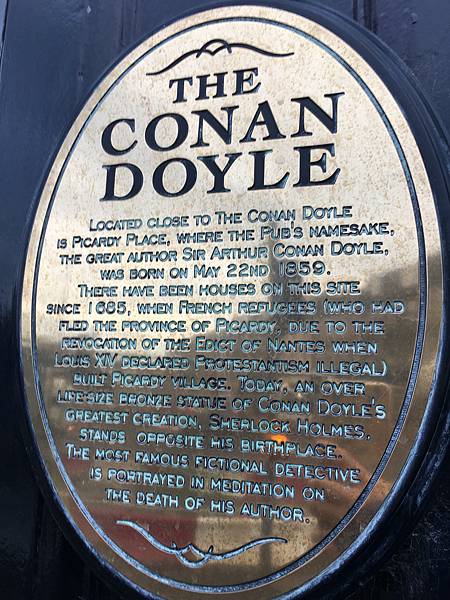 THE
CONAN
DOYLE
LOCATED CLOSE TO THE CONAN DOYLE
IS PICARDY PLACE, WHERE THE PUB'S NAMESAKE,
THE GREAT AUTHOR SIR ARTHUR CONAN DOYLE,
WAS BORN ON MAY 22ND 1859.
THERE HAVE BEEN HOUSES ON THIS SITE
SINCE 1685, WHEN FRENCH REFUGEES (WHO HAD
FLED THE PROVINCE OF PICARDY, DUE TO THE
REVOCATION OF THE EDICT OF NANTES WHEN
LOUIS XIV DECLARED PROTESTANTISM ILLEGAL)
BUILT PICARDY VILLAGE. TODAY, AN OVER
LIFE-SIZE BRONZE STATUE OF CONAN DOYLE'S
GREATEST CREATION, SHERLOCK HOLMES,
STANDS OPPOSITE HIS BIRTHPLACE.
THE MOST FAMOUS FICTIONAL DETECTIVE
IS PORTRAYED IN MEDITATION ON
THE DEATH OF HIS AUTHOR.